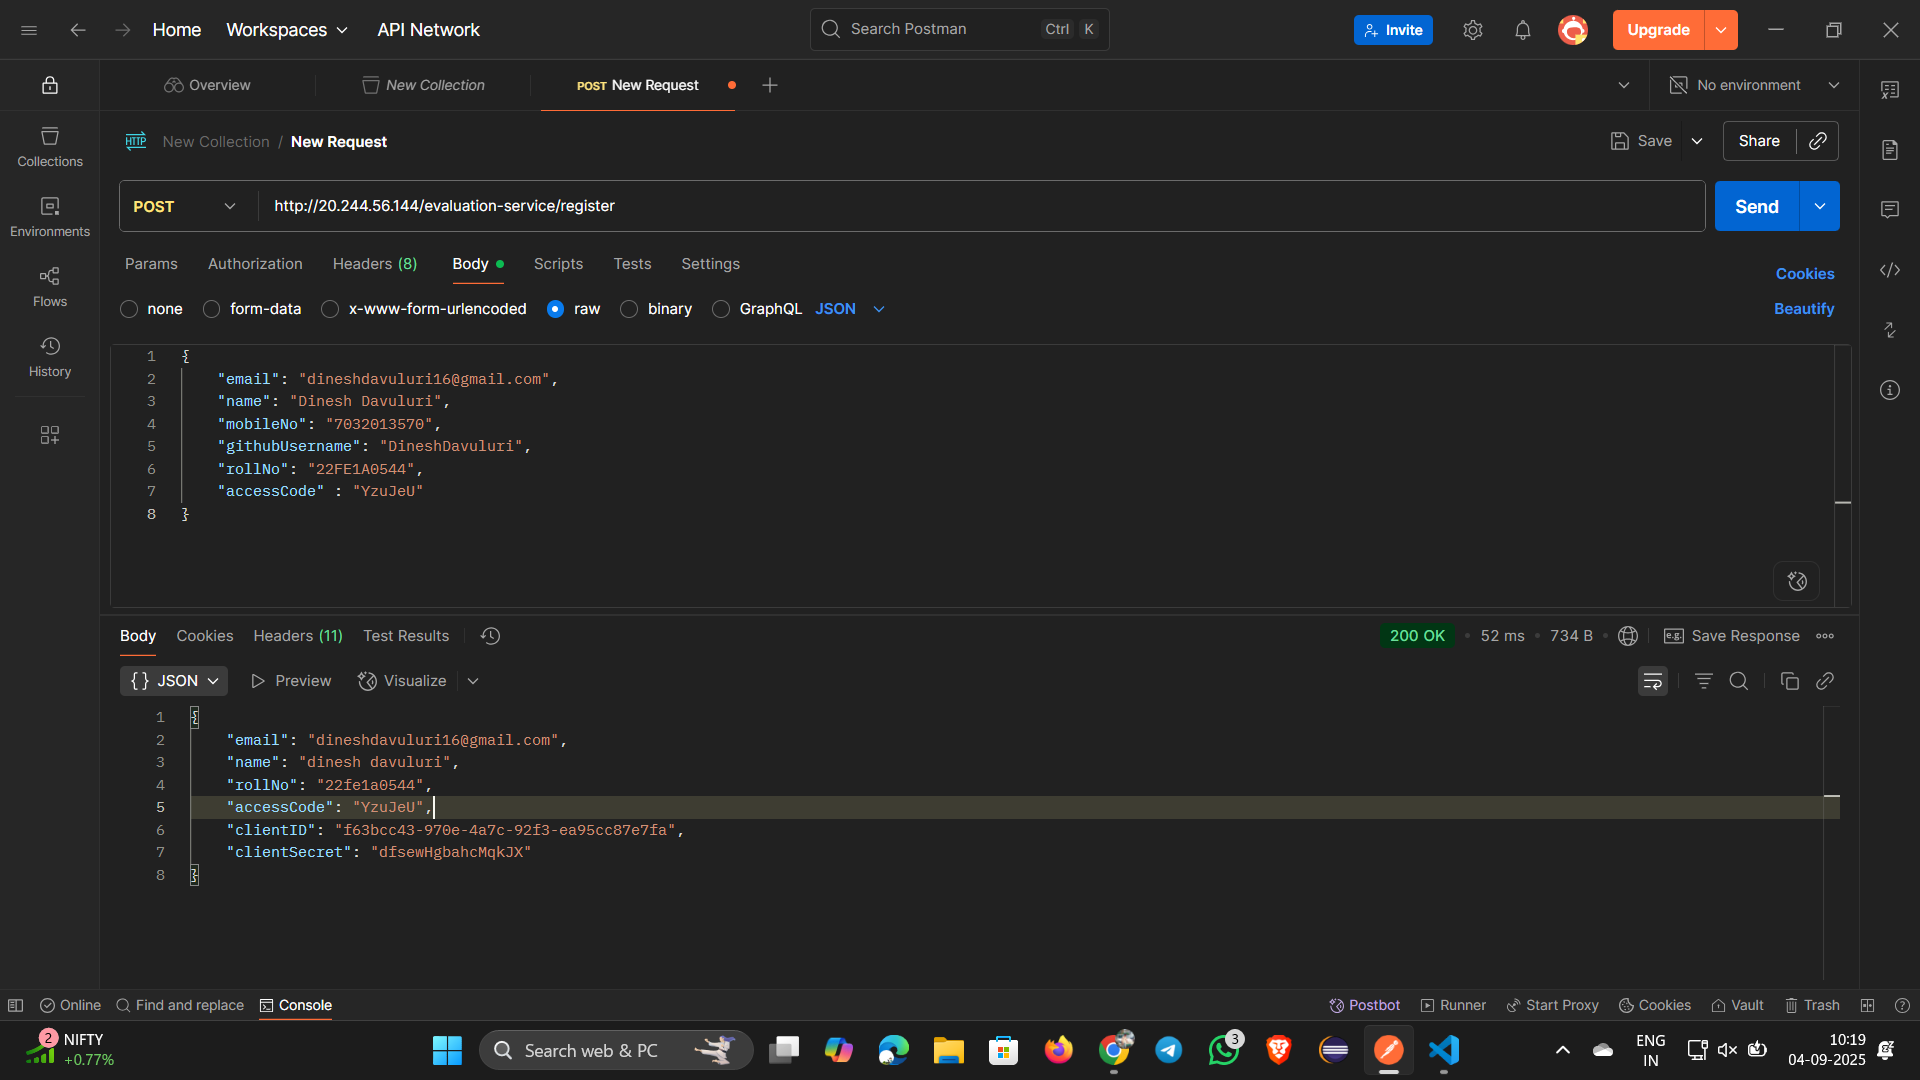 Home
Workspaces
API Network
Search Postman
Ctrl K
Invite
Upgrade
Overview
New Collection
POST New Request
No environment
HTTP New Collection / New Request
Save
Share
Collections
Environments
Flows
History
POST
http://20.244.56.144/evaluation-service/register
Send
Params Authorization Headers (8) Body Scripts Tests Settings
Cookies
none form-data x-www-form-urlencoded raw binary GraphQL JSON
Beautify
1 {
2 "email": "dineshdavuluri16@gmail.com",
3 "name": "Dinesh Davuluri",
4 "mobileNo": "7032013570",
5 "githubUsername": "DineshDavuluri",
6 "rollNo": "22FE1A0544",
7 "accessCode" : "YzuJeU"
8 }
Body Cookies Headers (11) Test Results
200 OK • 52 ms • 734 B •
e.g. Save Response
{} JSON Preview Visualize
1 {
2 "email": "dineshdavuluri16@gmail.com",
3 "name": "dinesh davuluri",
4 "rollNo": "22fe1a0544",
5 "accessCode": "YzuJeU",
6 "clientID": "f63bcc43-970e-4a7c-92f3-ea95cc87e7fa",
7 "clientSecret": "dfsewHgbahcMqkJX"
8 }
Online Find and replace Console
Postbot Runner Start Proxy Cookies Vault Trash
2
NIFTY
+0.77%
Search web & PC
3
ENG
IN
10:19
04-09-2025